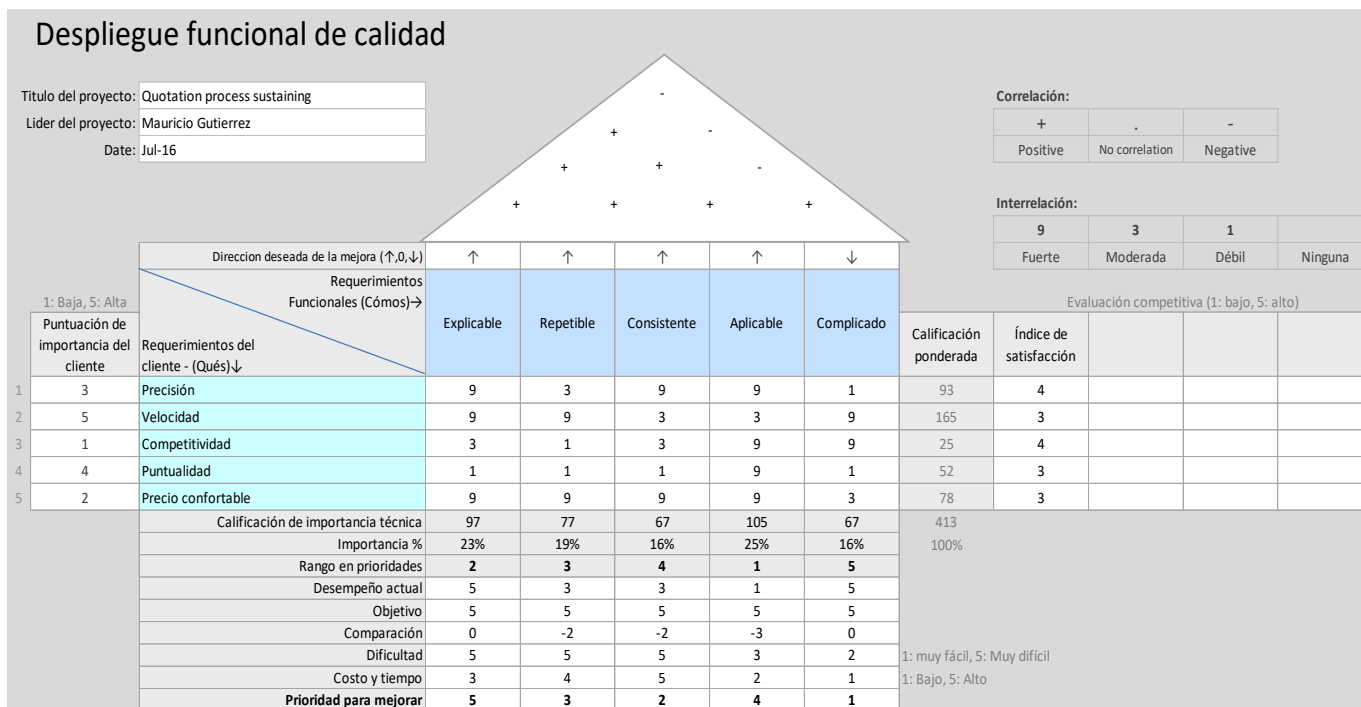 Despliegue funcional de calidad
-
Titulo del proyecto: Quotation process sustaining
Correlación:
Lider del proyecto: Mauricio Gutierrez
+ - + . -
Date: Jul-16
Positive No correlation Negative
+ + -
+ + + +
Interrelación:
9 3 1
Direccion deseada de la mejora (↑,0,↓) ↑ ↑ ↑ ↑ ↓
Fuerte Moderada Débil Ninguna
Requerimientos
Funcionales (Cómos)→
1: Baja, 5: Alta
Evaluación competitiva (1: bajo, 5: alto)
Puntuación de
importancia del
cliente
Requerimientos del
cliente - (Qués)↓
Explicable Repetible Consistente Aplicable Complicado
Calificación
ponderada
Índice de
satisfacción
1 3 Precisión 9 3 9 9 1 93 4
2 5 Velocidad 9 9 3 3 9 165 3
3 1 Competitividad 3 1 3 9 9 25 4
4 4 Puntualidad 1 1 1 9 1 52 3
5 2 Precio confortable 9 9 9 9 3 78 3
Calificación de importancia técnica 97 77 67 105 67 413
Importancia % 23% 19% 16% 25% 16% 100%
Rango en prioridades 2 3 4 1 5
Desempeño actual 5 3 3 1 5
Objetivo 5 5 5 5 5
Comparación 0 -2 -2 -3 0
Dificultad 5 5 5 3 2 1: muy fácil, 5: Muy difícil
Costo y tiempo 3 4 5 2 1 1: Bajo, 5: Alto
Prioridad para mejorar 5 3 2 4 1